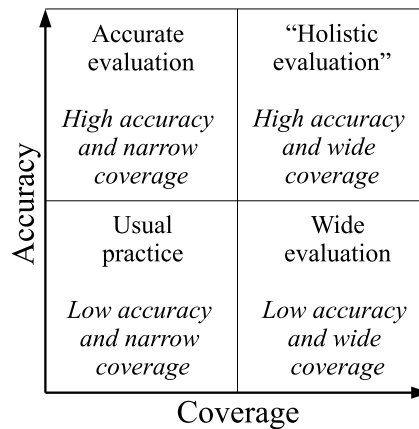 Accurate
evaluation
High accuracy
and narrow
coverage
“Holistic
evaluation”
High accuracy
and wide
coverage
Usual
practice
Low accuracy
and narrow
coverage
Wide
evaluation
Low accuracy
and wide
coverage
Accuracy
Coverage